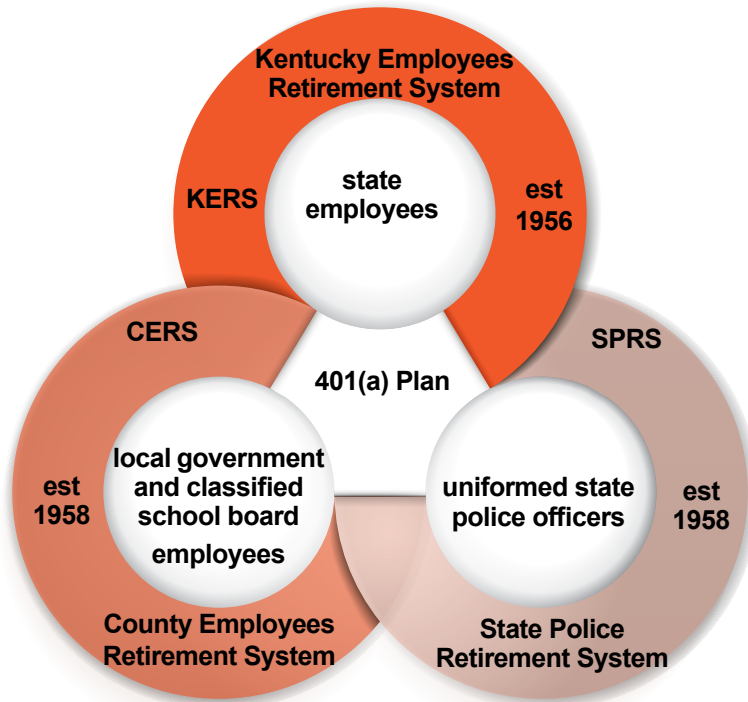 Kentucky Employees
Retirement System
KERS
state
employees
est
1956
CERS
SPRS
401(a) Plan
local government
and classified
school board
employees
est
1958
uniformed state
police officers
est
1958
County Employees
Retirement System
State Police
Retirement System